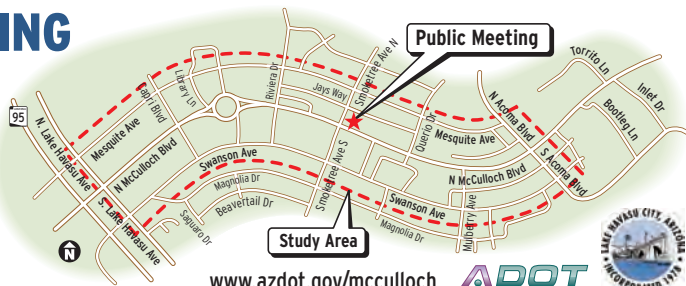 ING
Public Meeting
Torrito Ln
Inlet Dr
Bootleg Ln
Smoketree Ave N
Riviera Dr
Library Ln
Capri Blvd
Jays Way
N Acoma Blvd
95
Mesquite Ave
Querio Dr
Mesquite Ave
N. Lake Havasu Ave
N McCulloch Blvd
Swanson Ave
S Acoma Blvd
N McCulloch Blvd
Magnolia Dr
Smoketree Ave S
Swanson Ave
Mulberry Ave
S. Lake Havasu Ave
Saguaro Dr
Beavertail Dr
Magnolia Dr
Study Area
N
www.azdot.gov/mcculloch
ADOT
LAKE HAVASU CITY, ARIZONA
INCORPORATED 1978